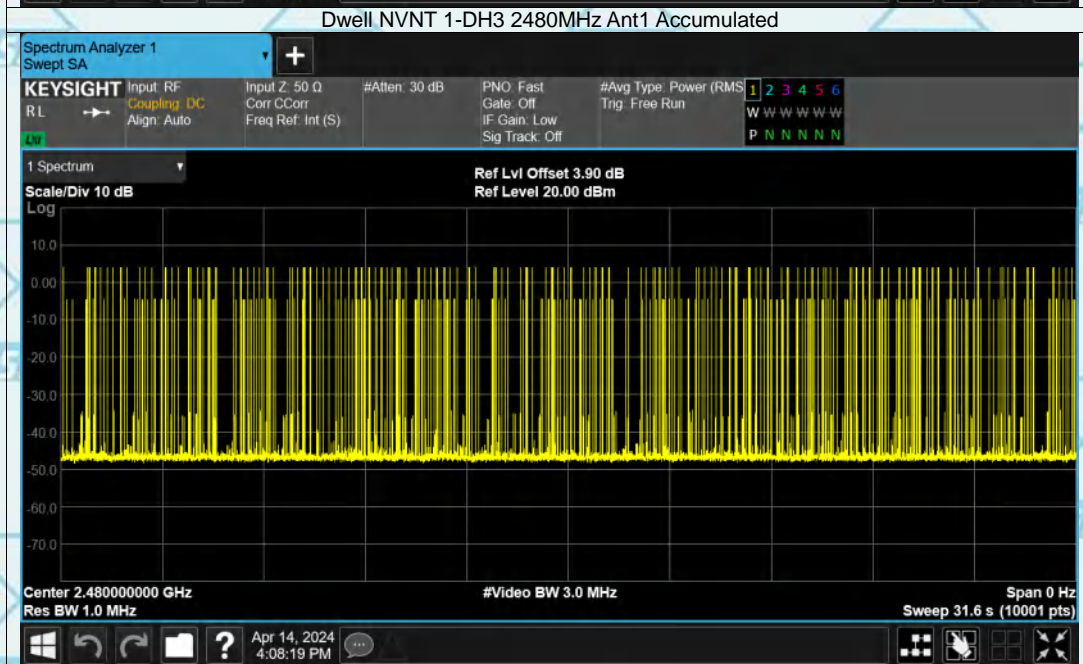 Dwell NVNT 1-DH3 2480MHz Ant1 Accumulated
Spectrum Analyzer 1
Swept SA
+
KEYSIGHT Input: RF Input Z: 50 Ω #Atten: 30 dB PNO: Fast #Avg Type: Power (RMS 1 2 3 4 5 6
RL Coupling: DC Corr CCorr Gate: Off Trig: Free Run W W W W W W
Align: Auto Freq Ref: Int (S) IF Gain: Low
LXI Sig Track: Off P N N N N N
1 Spectrum Ref Lvl Offset 3.90 dB
Scale/Div 10 dB Ref Level 20.00 dBm
Log
10.0
0.00
-10.0
-20.0
-30.0
-40.0
-50.0
-60.0
-70.0
Center 2.480000000 GHz #Video BW 3.0 MHz Span 0 Hz
Res BW 1.0 MHz Sweep 31.6 s (10001 pts)
? Apr 14, 2024
4:08:19 PM